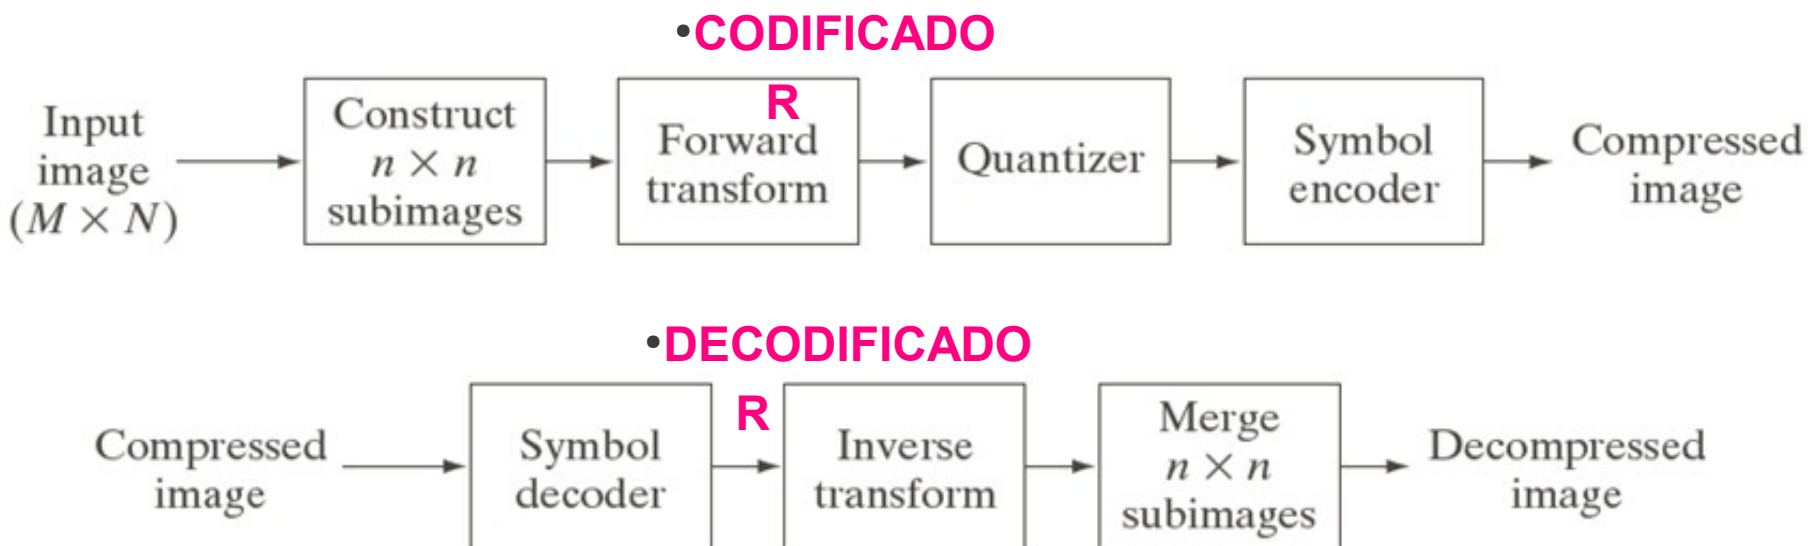 •CODIFICADO
R
Input
image
(M × N)
Construct
n × n
subimages
Forward
transform
Quantizer
Symbol
encoder
Compressed
image
•DECODIFICADO
R
Compressed
image
Symbol
decoder
Inverse
transform
Merge
n × n
subimages
Decompressed
image